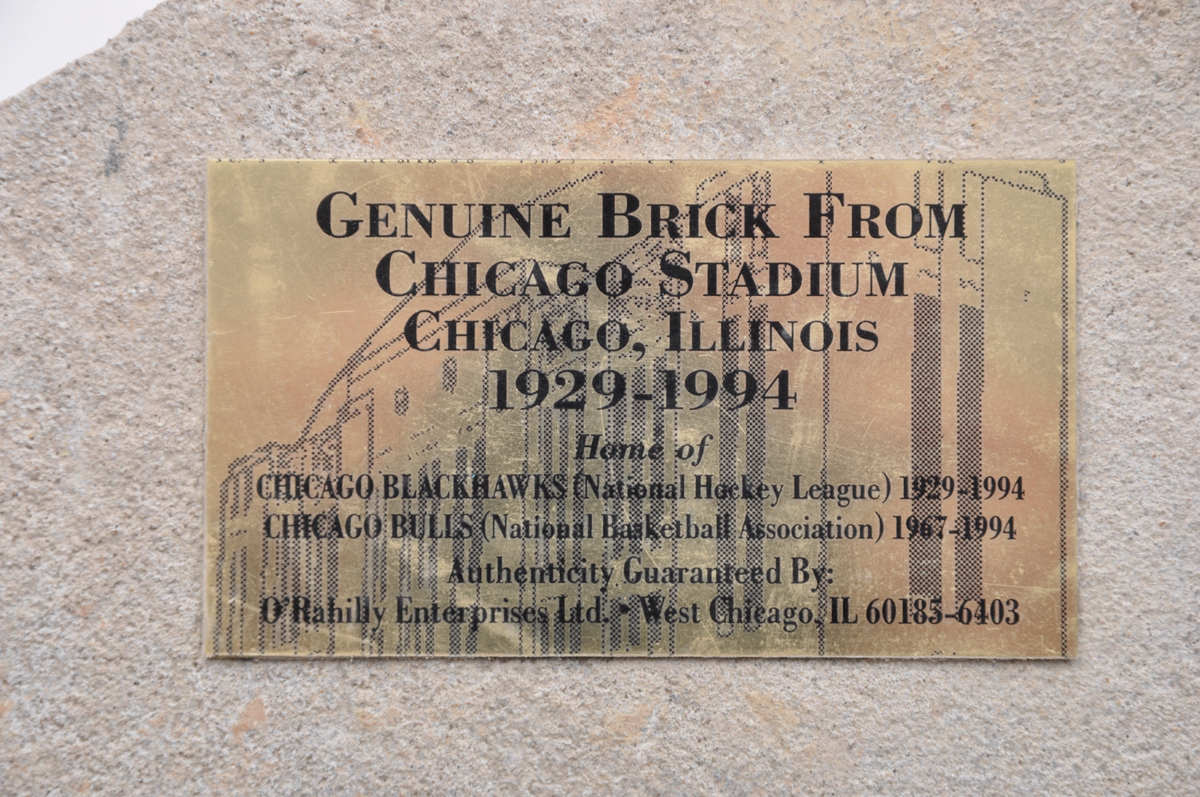 GENUINE BRICK FROM
CHICAGO STADIUM
CHICAGO, ILLINOIS
1929-1994
Home of
CHICAGO BLACKHAWKS (National Hockey League) 1929-1994
CHICAGO BULLS (National Basketball Association) 1967-1994
Authenticity Guaranteed By:
O'Rahilly Enterprises Ltd. • West Chicago, IL 60185-6403